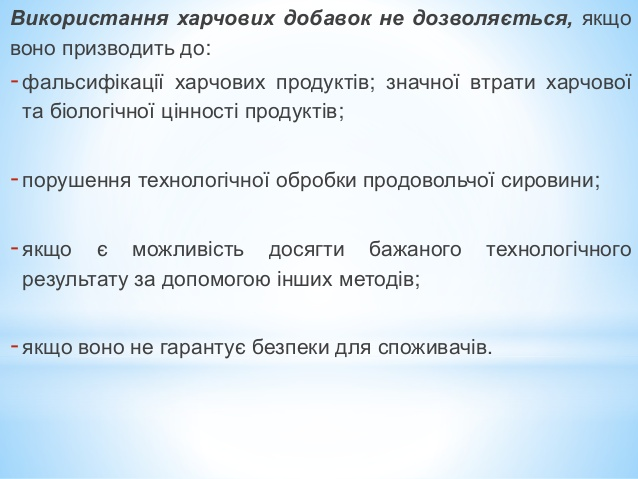 Використання харчових добавок не дозволяється, якщо
воно призводить до:
- фальсифікації харчових продуктів; значної втрати харчової
та біологічної цінності продуктів;
- порушення технологічної обробки продовольчої сировини;
- якщо є можливість досягти бажаного технологічного
результату за допомогою інших методів;
- якщо воно не гарантує безпеки для споживачів.